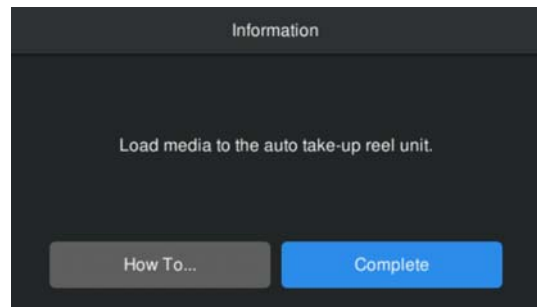 Information
Load media to the auto take-up reel unit.
How To...
Complete